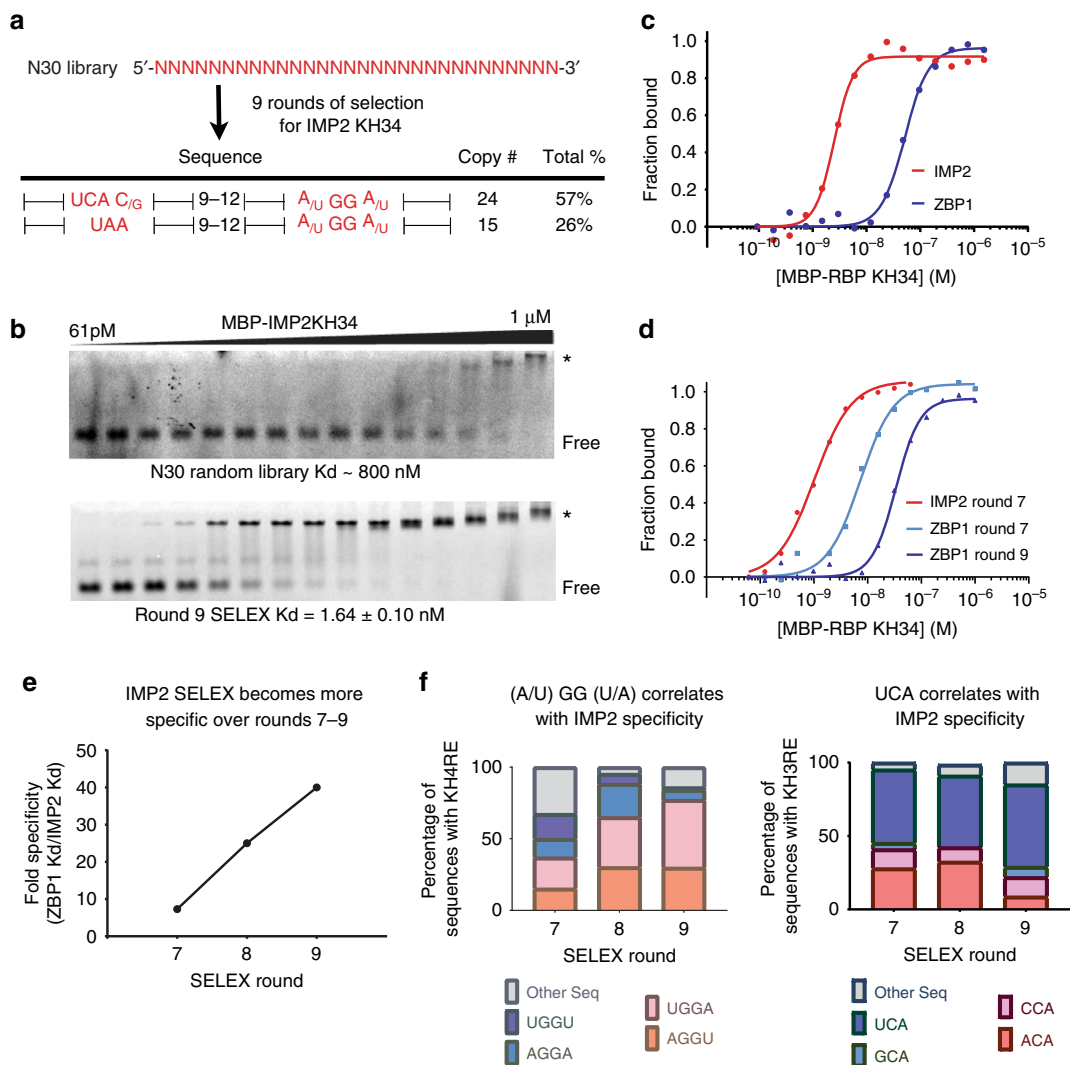 a
N30 library 5′-NNNNNNNNNNNNNNNNNNNNNNNNNNNNNN-3′
9 rounds of selection
for IMP2 KH34
Sequence Copy # Total %
UCA C/G 9–12 A/U GG A/U 24 57%
UAA 9–12 A/U GG A/U 15 26%
b
61pM MBP-IMP2KH34 1 μM
*
Free
N30 random library Kd ~ 800 nM
*
Free
Round 9 SELEX Kd = 1.64 ± 0.10 nM
c
Fraction bound
1.0
0.8
0.6
0.4
0.2
0.0
IMP2
ZBP1
10−10 10−9 10−8 10−7 10−6 10−5
[MBP-RBP KH34] (M)
d
Fraction bound
1.0
0.8
0.6
0.4
0.2
0.0
IMP2 round 7
ZBP1 round 7
ZBP1 round 9
10−10 10−9 10−8 10−7 10−6 10−5
[MBP-RBP KH34] (M)
e
IMP2 SELEX becomes more
specific over rounds 7–9
Fold specificity
(ZBP1 Kd/IMP2 Kd)
50
40
30
20
10
0
7 8 9
SELEX round
f
(A/U) GG (U/A) correlates
with IMP2 specificity
Percentage of
sequences with KH4RE
100
50
0
7 8 9
SELEX round
Other Seq
UGGU
AGGA
UGGA
AGGU
UCA correlates with
IMP2 specificity
Percentage of
sequences with KH3RE
100
50
0
7 8 9
SELEX round
Other Seq
UCA
GCA
CCA
ACA